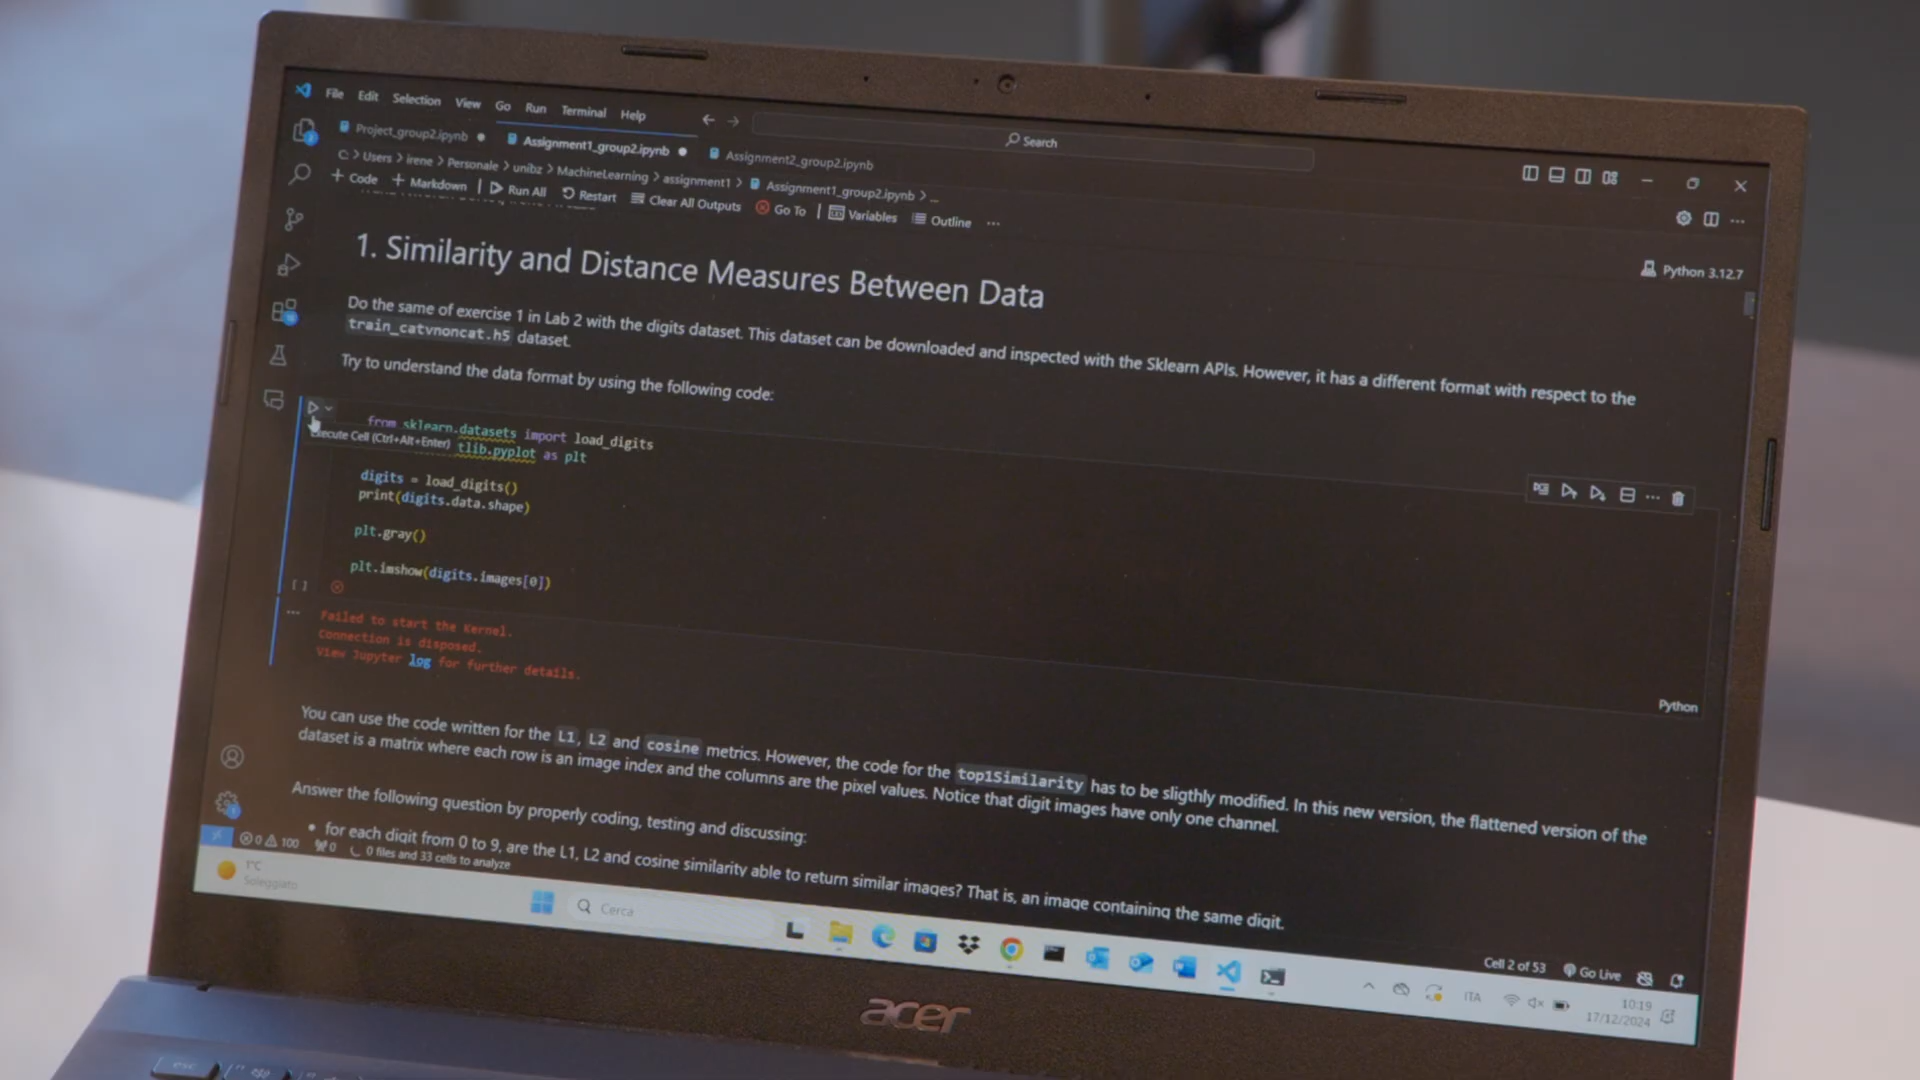 File Edit Selection View Go Run Terminal Help
Search
Project_group2.ipynb
Assignment1_group2.ipynb
Assignment2_group2.ipynb
C: > Users > irene > Personale > unibz > MachineLearning > assignment1 > Assignment1_group2.ipynb > ...
+ Code + Markdown | Run All Restart Clear All Outputs Go To | Variables Outline ...
Python 3.12.7
1. Similarity and Distance Measures Between Data
Do the same of exercise 1 in Lab 2 with the digits dataset. This dataset can be downloaded and inspected with the Sklearn APIs. However, it has a different format with respect to the
train_catvnoncat.h5 dataset.
Try to understand the data format by using the following code:
from sklearn.datasets import load_digits
Execute Cell (Ctrl+Alt+Enter) tlib.pyplot as plt
digits = load_digits()
print(digits.data.shape)
plt.gray()
plt.imshow(digits.images[0])
[ ]
Failed to start the Kernel.
Connection is disposed.
View Jupyter log for further details.
Python
You can use the code written for the L1, L2 and cosine metrics. However, the code for the top1Similarity has to be sligthly modified. In this new version, the flattened version of the
dataset is a matrix where each row is an image index and the columns are the pixel values. Notice that digit images have only one channel.
Answer the following question by properly coding, testing and discussing:
• for each digit from 0 to 9, are the L1, L2 and cosine similarity able to return similar images? That is, an image containing the same digit.
0 100 0 0 files and 33 cells to analyze
Cell 2 of 53 Go Live
1°C
Soleggiato
Cerca
ITA
10:19
17/12/2024
acer
esc